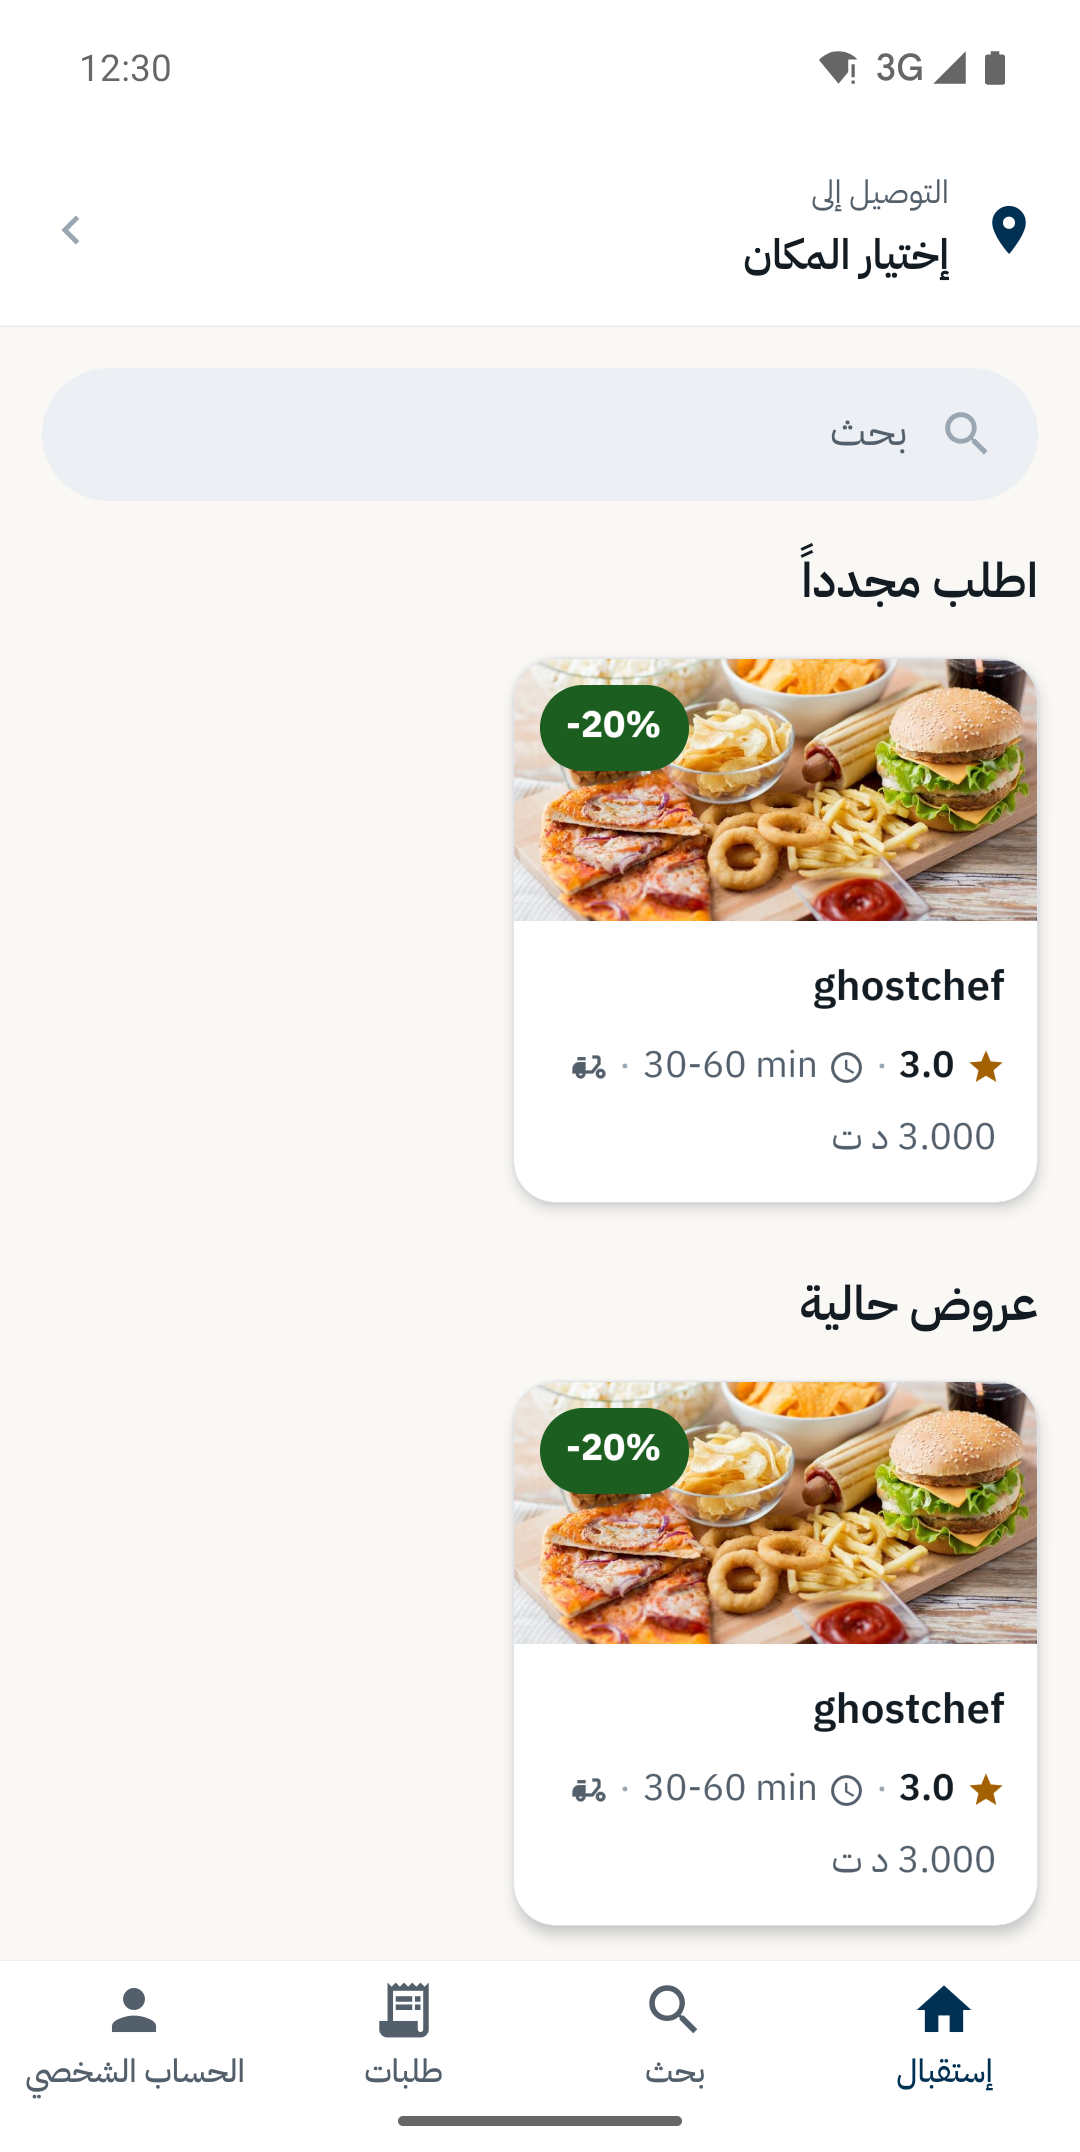 12:30
3G
التوصيل إلى
إختيار المكان
بحث
اطلب مجدداً
-20%
ghostchef
3.0 · 30-60 min ·
3.000 د ت
عروض حالية
-20%
ghostchef
3.0 · 30-60 min ·
3.000 د ت
إستقبال
بحث
طلبات
الحساب الشخصي